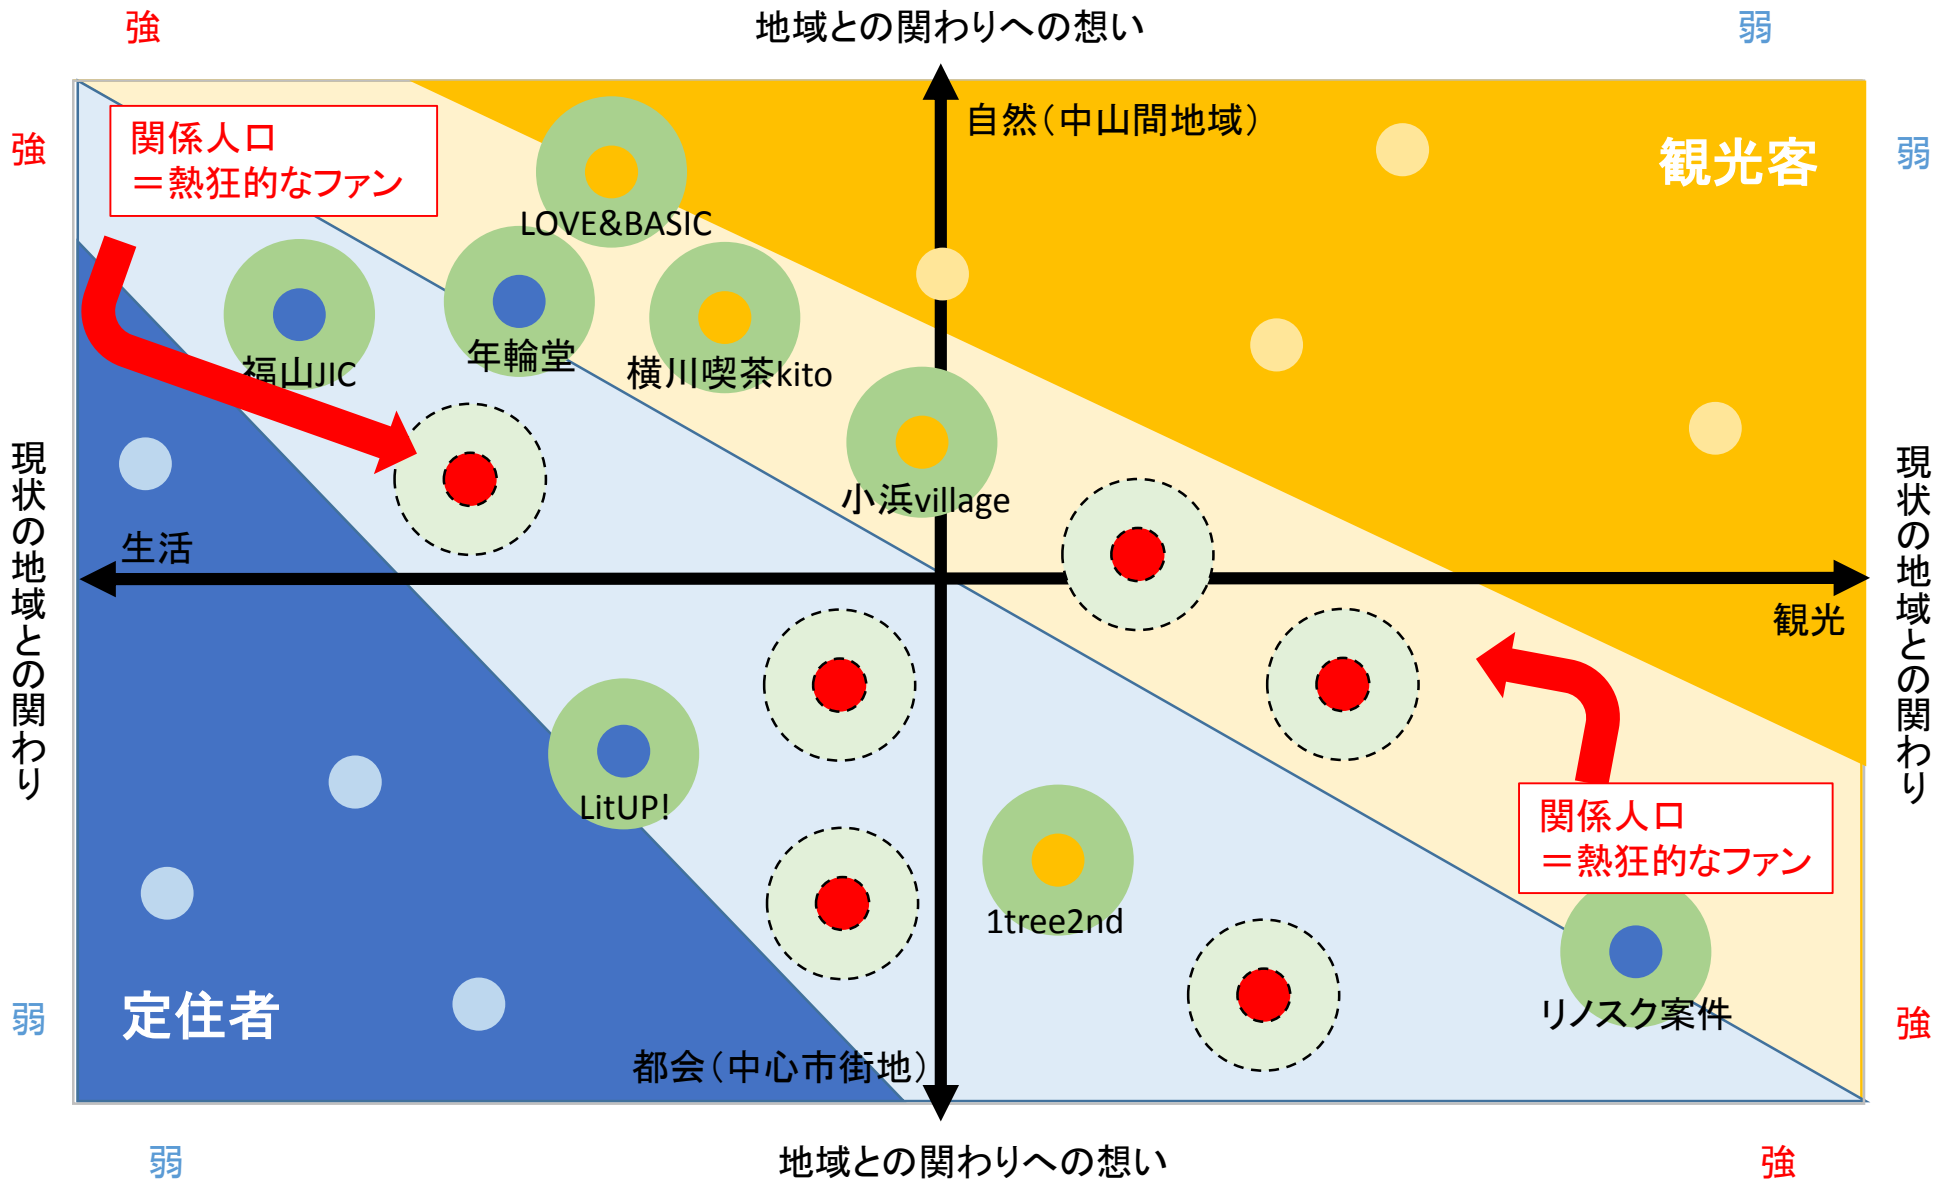 強
地域との関わりへの想い
弱
強
関係人口
＝熱狂的なファン
自然（中山間地域）
観光客
弱
LOVE&BASIC
福山JIC
年輪堂
横川喫茶kito
小浜village
現状の地域との関わり
生活
現状の地域との関わり
観光
LitUP!
関係人口
＝熱狂的なファン
1tree2nd
リノスク案件
弱
定住者
強
都会（中心市街地）
弱
地域との関わりへの想い
強